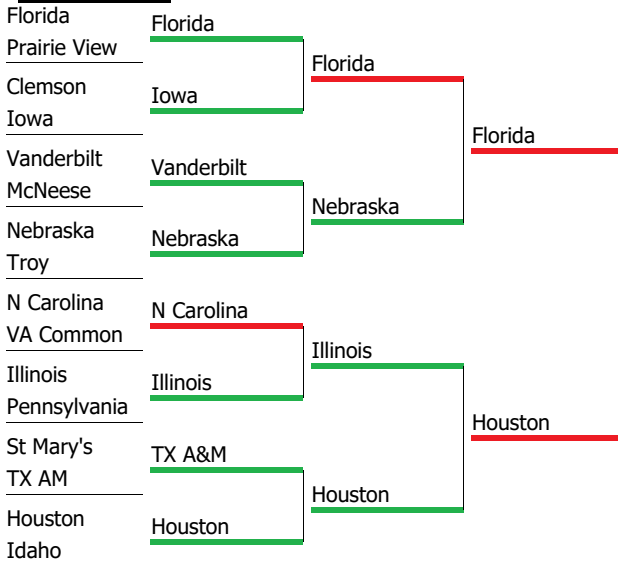 Florida
Prairie View
Clemson
Iowa
Vanderbilt
McNeese
Nebraska
Troy
N Carolina
VA Common
Illinois
Pennsylvania
St Mary's
TX AM
Houston
Idaho
Florida
Iowa
Vanderbilt
Nebraska
N Carolina
Illinois
TX A&M
Houston
Florida
Nebraska
Illinois
Houston
Florida
Houston